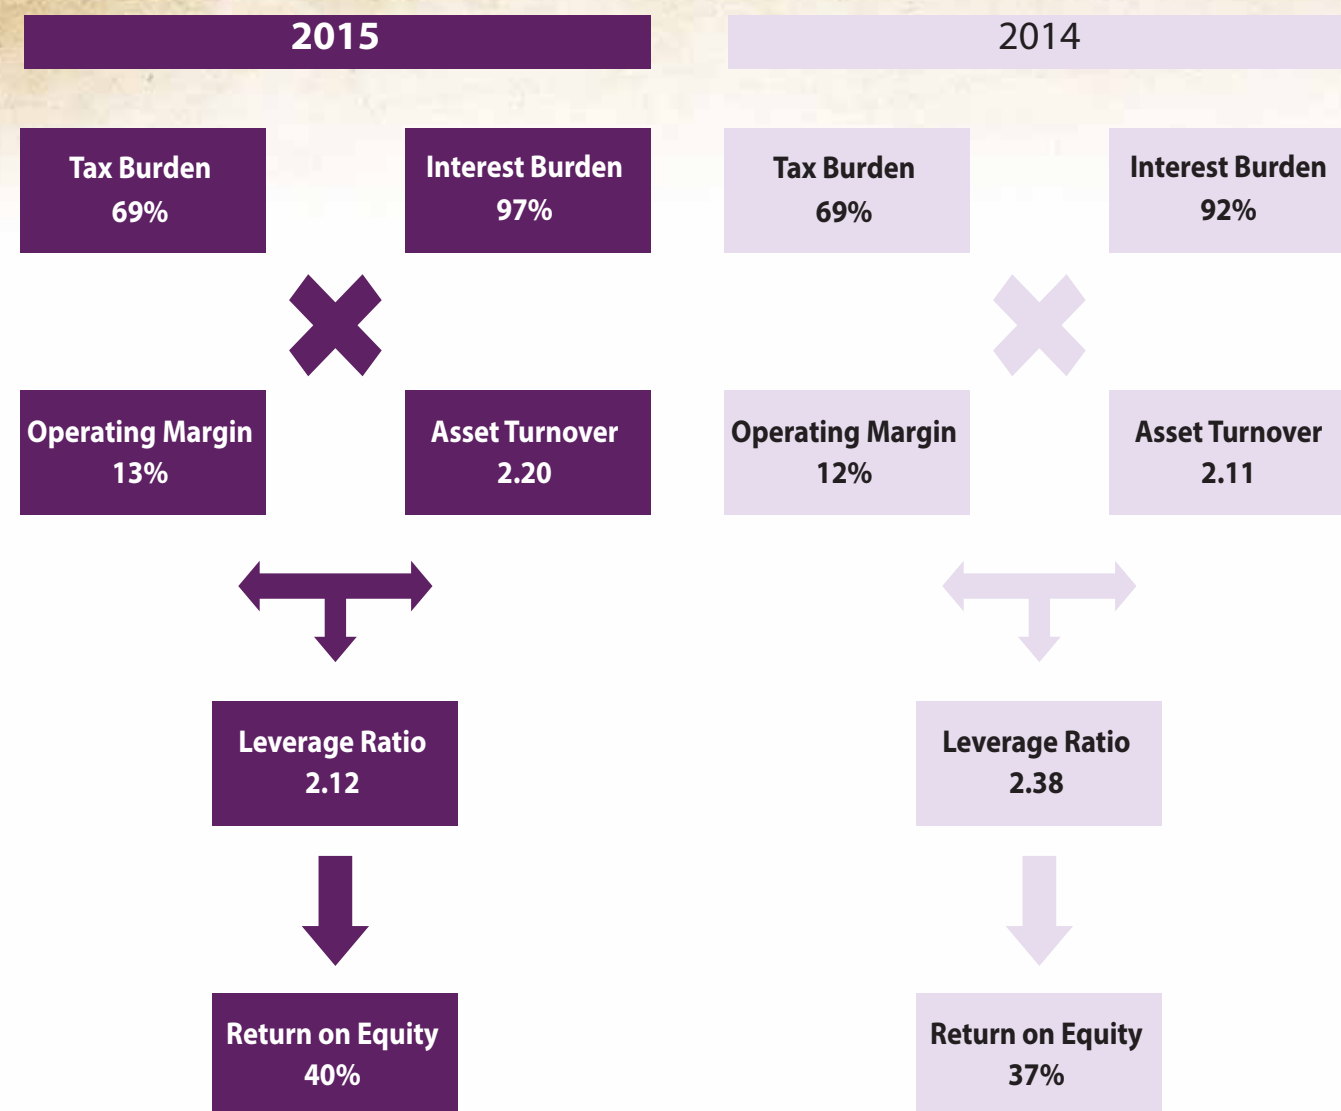 2015
Tax Burden
69%
Interest Burden
97%
Operating Margin
13%
Asset Turnover
2.20
Leverage Ratio
2.12
Return on Equity
40%
2014
Tax Burden
69%
Interest Burden
92%
Operating Margin
12%
Asset Turnover
2.11
Leverage Ratio
2.38
Return on Equity
37%